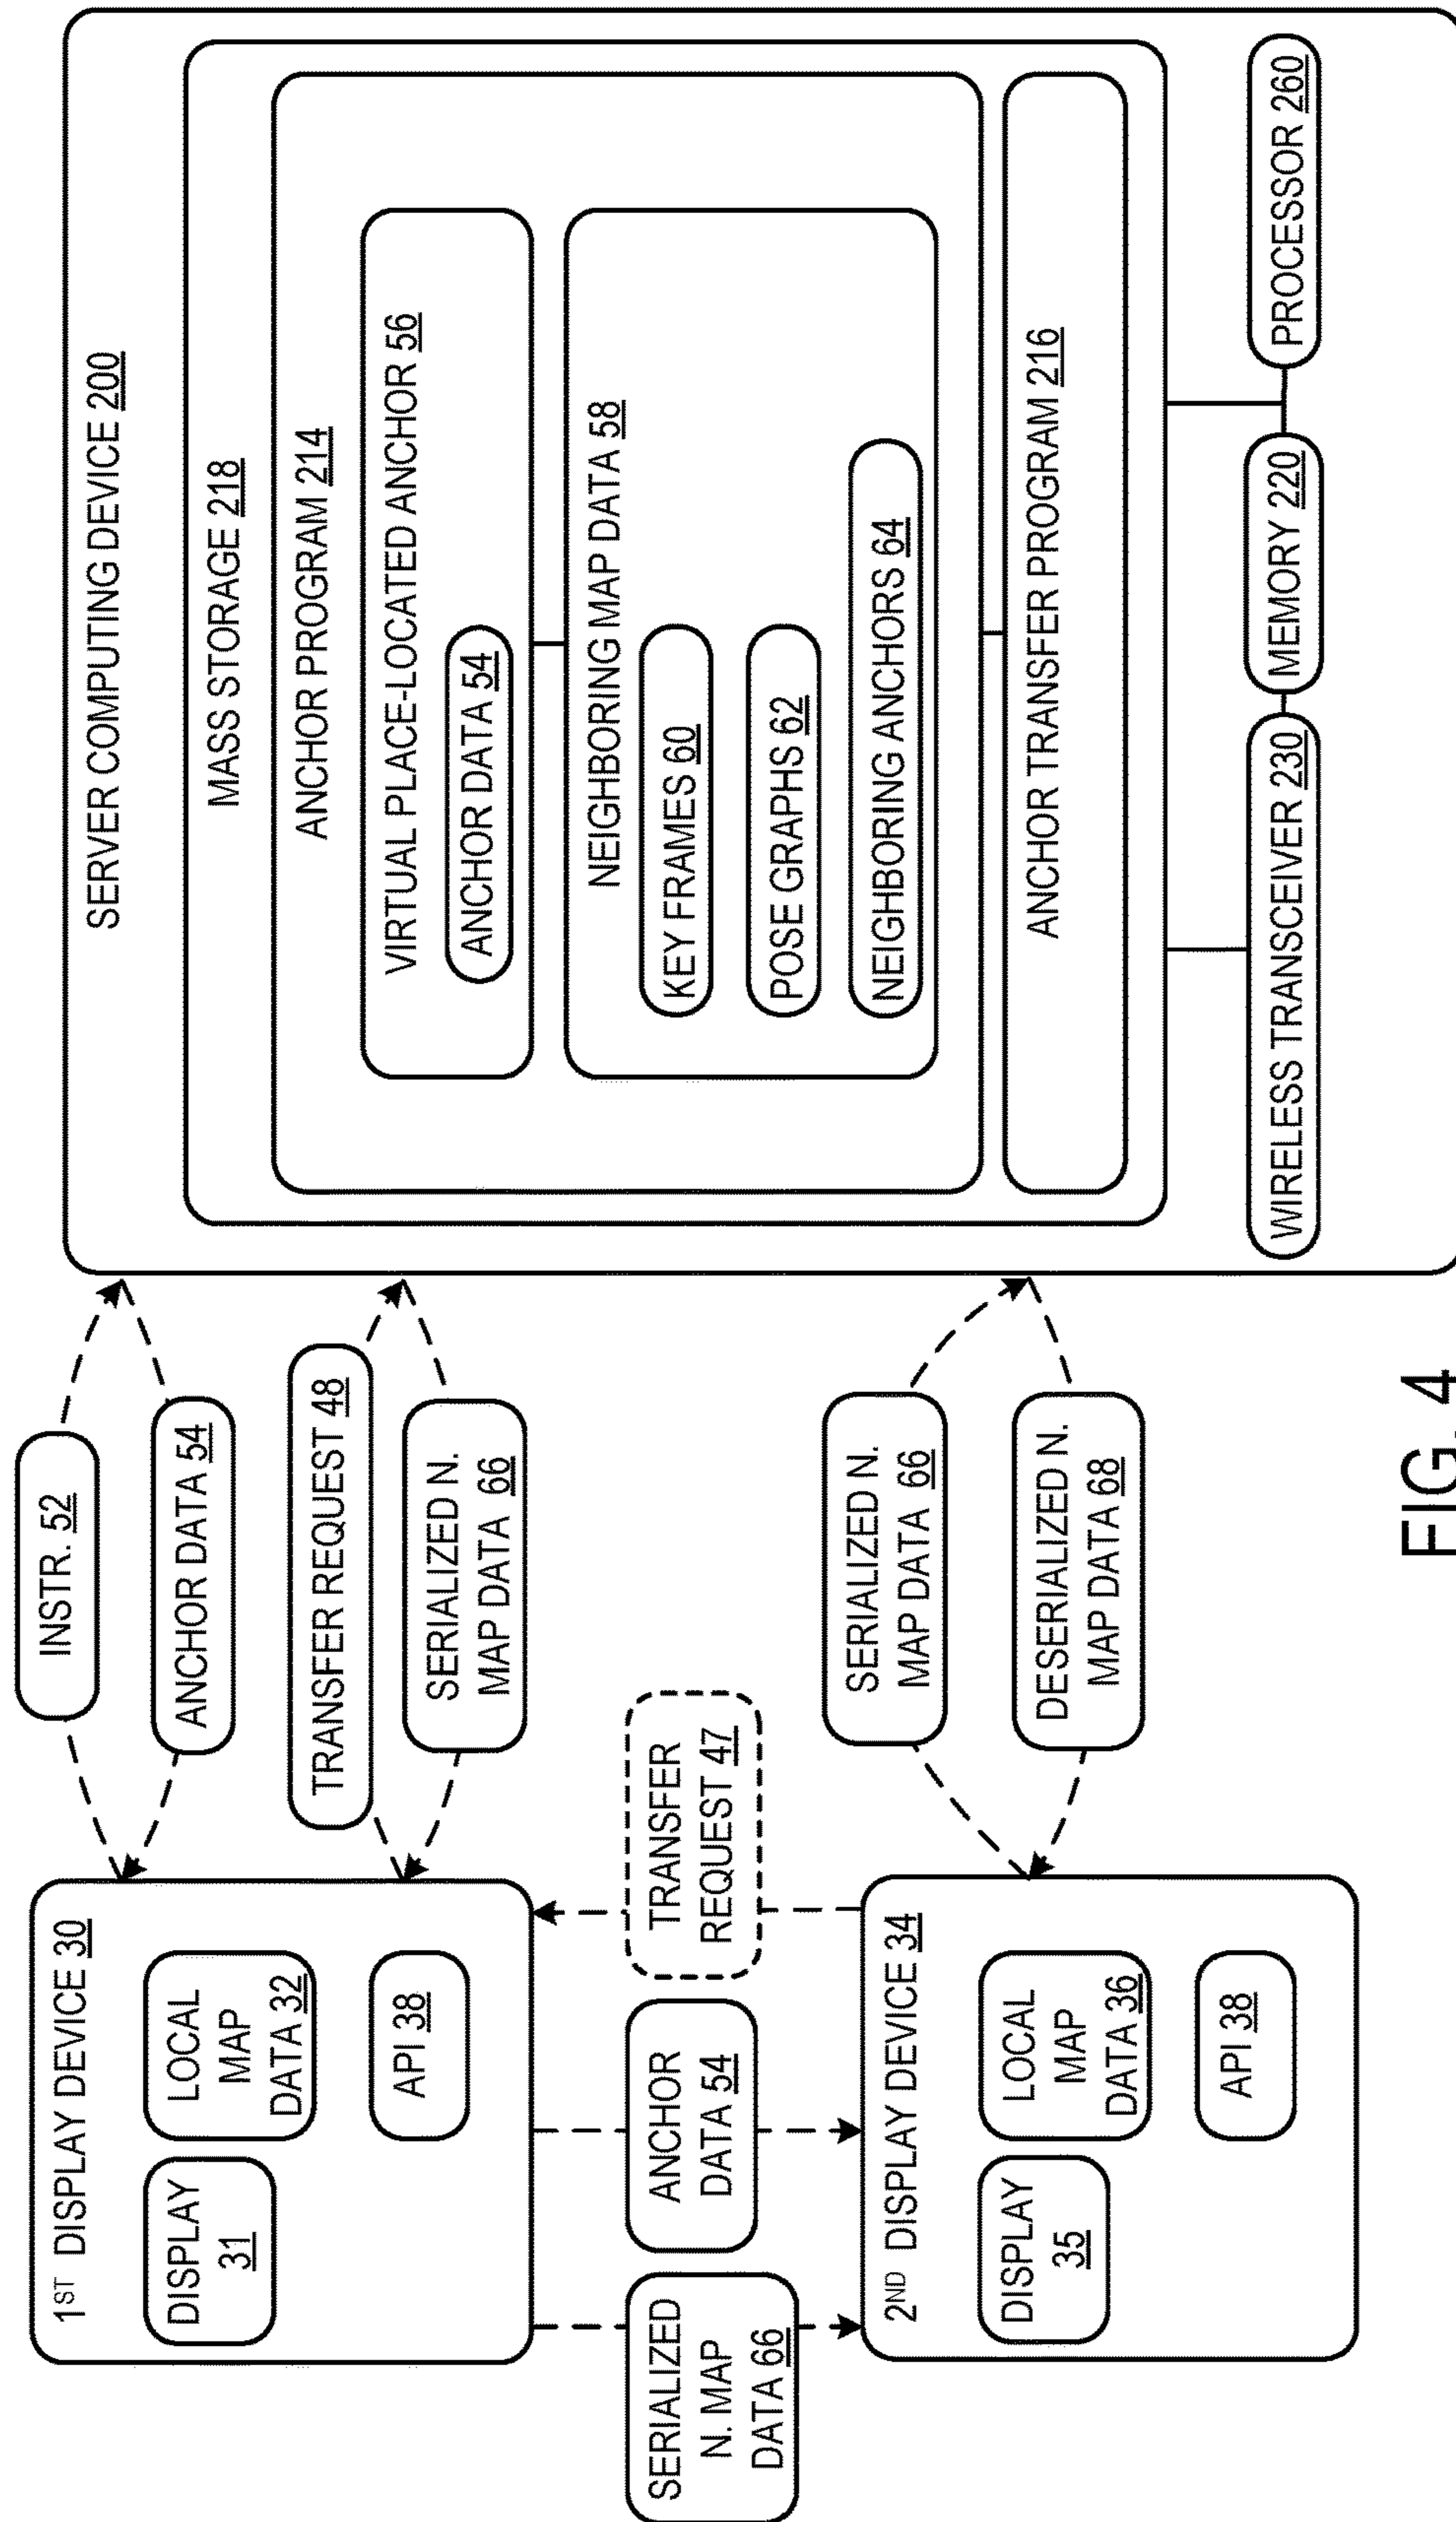 1ST DISPLAY DEVICE 30
DISPLAY
31
LOCAL
MAP
DATA 32
API 38
INSTR. 52
ANCHOR DATA 54
TRANSFER REQUEST 48
SERIALIZED N.
MAP DATA 66
SERIALIZED
N. MAP
DATA 66
ANCHOR
DATA 54
TRANSFER
REQUEST 47
2ND DISPLAY DEVICE 34
DISPLAY
35
LOCAL
MAP
DATA 36
API 38
SERIALIZED N.
MAP DATA 66
DESERIALIZED N.
MAP DATA 68
SERVER COMPUTING DEVICE 200
MASS STORAGE 218
ANCHOR PROGRAM 214
VIRTUAL PLACE-LOCATED ANCHOR 56
ANCHOR DATA 54
NEIGHBORING MAP DATA 58
KEY FRAMES 60
POSE GRAPHS 62
NEIGHBORING ANCHORS 64
ANCHOR TRANSFER PROGRAM 216
WIRELESS TRANSCEIVER 230
MEMORY 220
PROCESSOR 260
FIG. 4